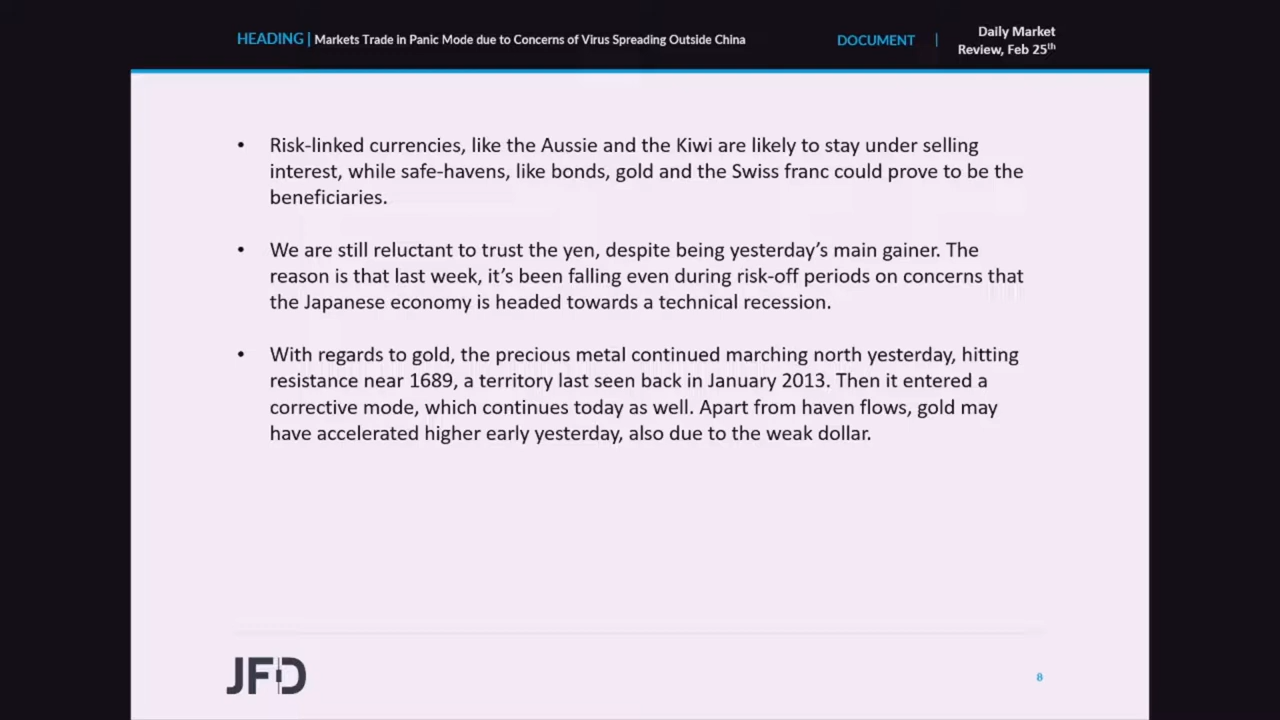 HEADING | Markets Trade in Panic Mode due to Concerns of Virus Spreading Outside China
DOCUMENT | Daily Market
Review, Feb 25th
• Risk-linked currencies, like the Aussie and the Kiwi are likely to stay under selling
interest, while safe-havens, like bonds, gold and the Swiss franc could prove to be the
beneficiaries.
• We are still reluctant to trust the yen, despite being yesterday’s main gainer. The
reason is that last week, it’s been falling even during risk-off periods on concerns that
the Japanese economy is headed towards a technical recession.
• With regards to gold, the precious metal continued marching north yesterday, hitting
resistance near 1689, a territory last seen back in January 2013. Then it entered a
corrective mode, which continues today as well. Apart from haven flows, gold may
have accelerated higher early yesterday, also due to the weak dollar.
JFD
8